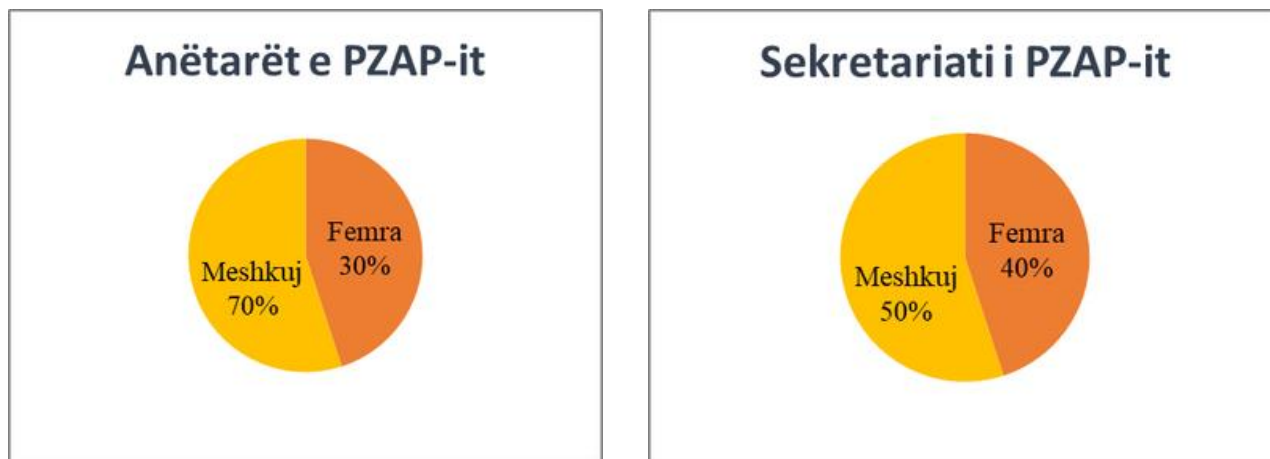 Anëtarët e PZAP-it
Femra
30%
Meshkuj
70%
Sekretariati i PZAP-it
Femra
40%
Meshkuj
50%